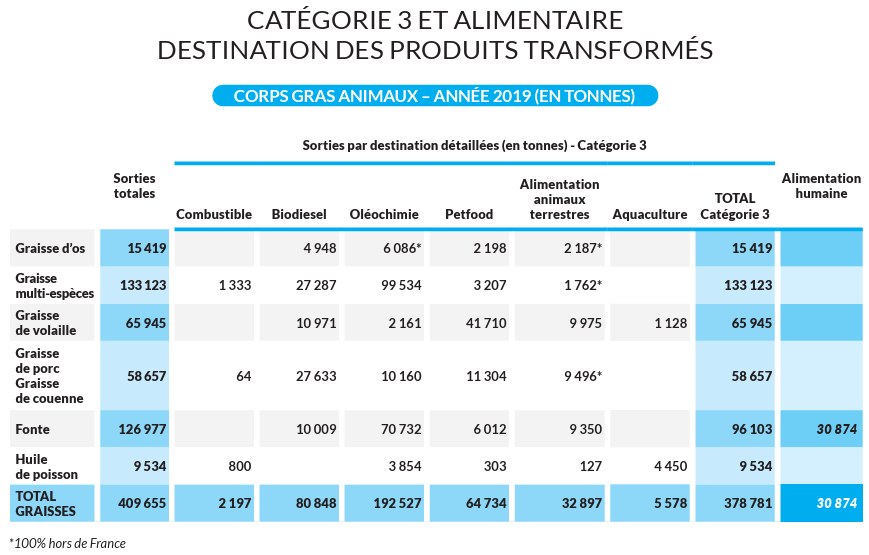 CATÉGORIE 3 ET ALIMENTAIRE
DESTINATION DES PRODUITS TRANSFORMÉS
CORPS GRAS ANIMAUX – ANNÉE 2019 (EN TONNES)
Sorties par destination détaillées (en tonnes) - Catégorie 3
Sorties totales Combustible Biodiesel Oléochimie Petfood Alimentation animaux terrestres Aquaculture TOTAL Catégorie 3 Alimentation humaine
Graisse d'os 15 419 4 948 6 086* 2 198 2 187* 15 419
Graisse multi-espèces 133 123 1 333 27 287 99 534 3 207 1 762* 133 123
Graisse de volaille 65 945 10 971 2 161 41 710 9 975 1 128 65 945
Graisse de porc Graisse de couenne 58 657 64 27 633 10 160 11 304 9 496* 58 657
Fonte 126 977 10 009 70 732 6 012 9 350 96 103 30 874
Huile de poisson 9 534 800 3 854 303 127 4 450 9 534
TOTAL GRAISSES 409 655 2 197 80 848 192 527 64 734 32 897 5 578 378 781 30 874
*100% hors de France